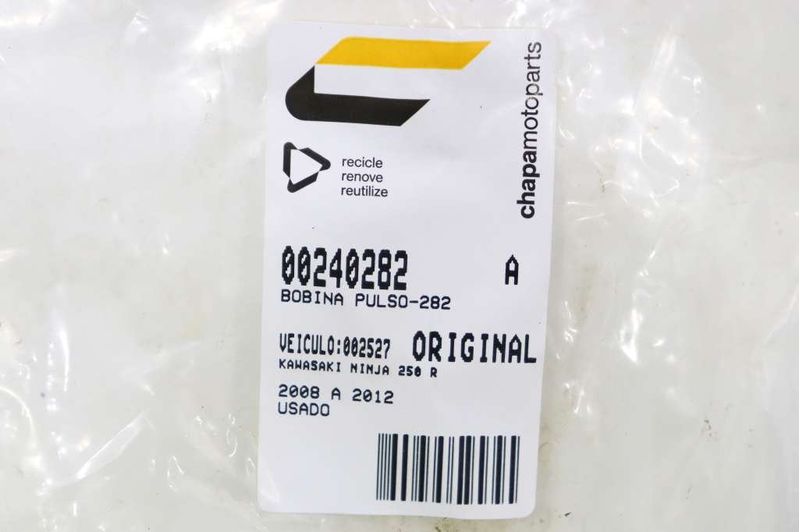 chapamotoparts
recicle
renove
reutilize
00240282 A
BOBINA PULSO-282
VEICULO:002527 ORIGINAL
KAWASAKI NINJA 250 R
2008 A 2012
USADO